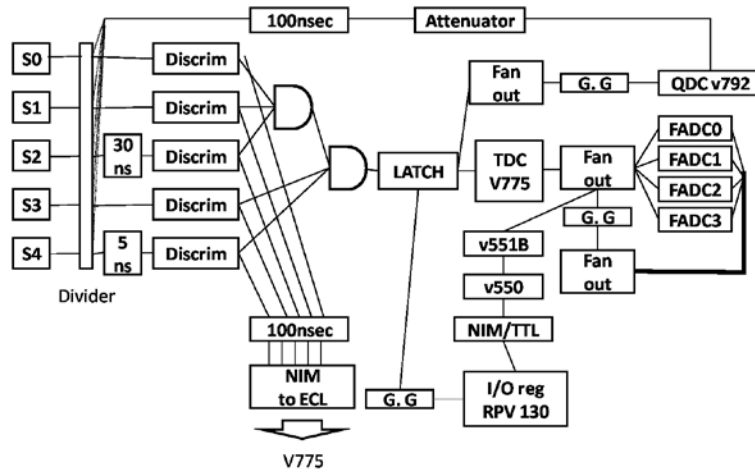 100nsec
Attenuator
S0
Discrim
Fan
out
G. G
QDC v792
S1
Discrim
FADC0
S2
30
ns
Discrim
LATCH
TDC
V775
Fan
out
FADC1
FADC2
S3
Discrim
G. G
FADC3
S4
5
ns
Discrim
v551B
Fan
out
Divider
v550
100nsec
NIM/TTL
NIM
to ECL
G. G
I/O reg
RPV 130
V775